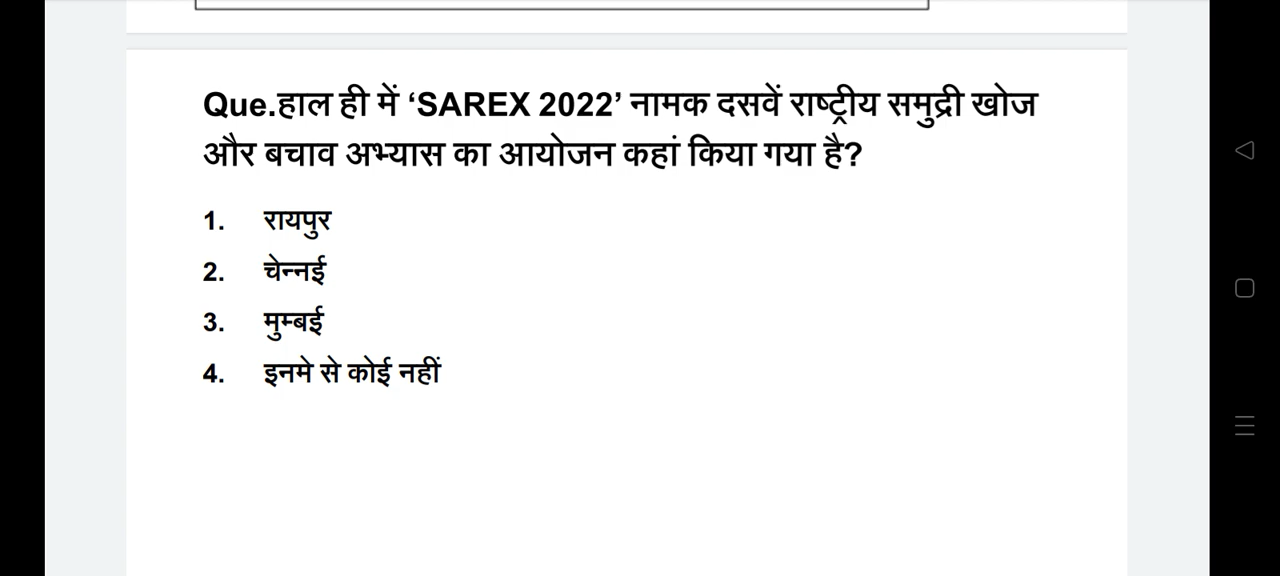 Que.हाल ही में ‘SAREX 2022’ नामक दसवें राष्ट्रीय समुद्री खोज
और बचाव अभ्यास का आयोजन कहां किया गया है?
1. रायपुर
2. चेन्नई
3. मुम्बई
4. इनमे से कोई नहीं